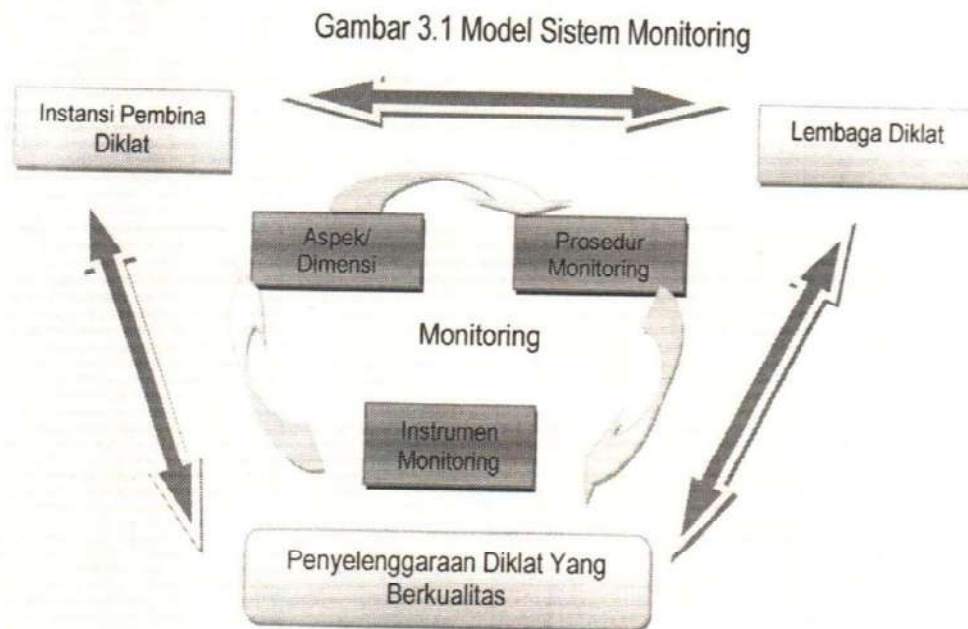 Gambar 3.1 Model Sistem Monitoring
Instansi Pembina
Diklat
Lembaga Diklat
Aspek/
Dimensi
Prosedur
Monitoring
Monitoring
Instrumen
Monitoring
Penyelenggaraan Diklat Yang
Berkualitas